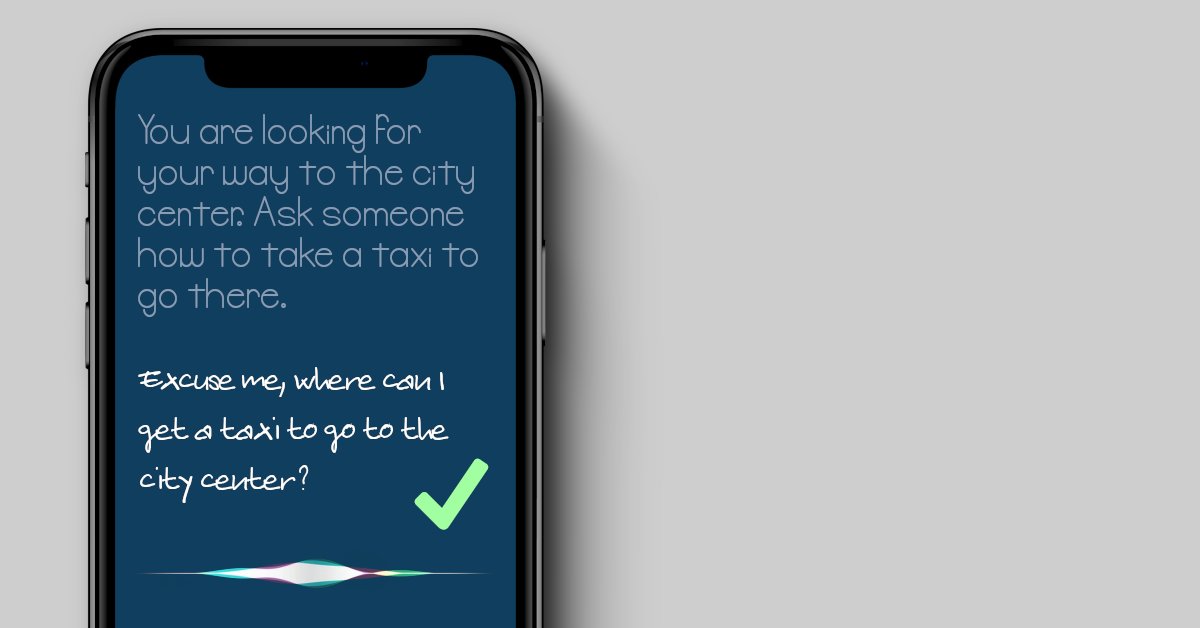 You are looking for
your way to the city
center. Ask someone
how to take a taxi to
go there.
Excuse me, where can I
get a taxi to go to the
city center?